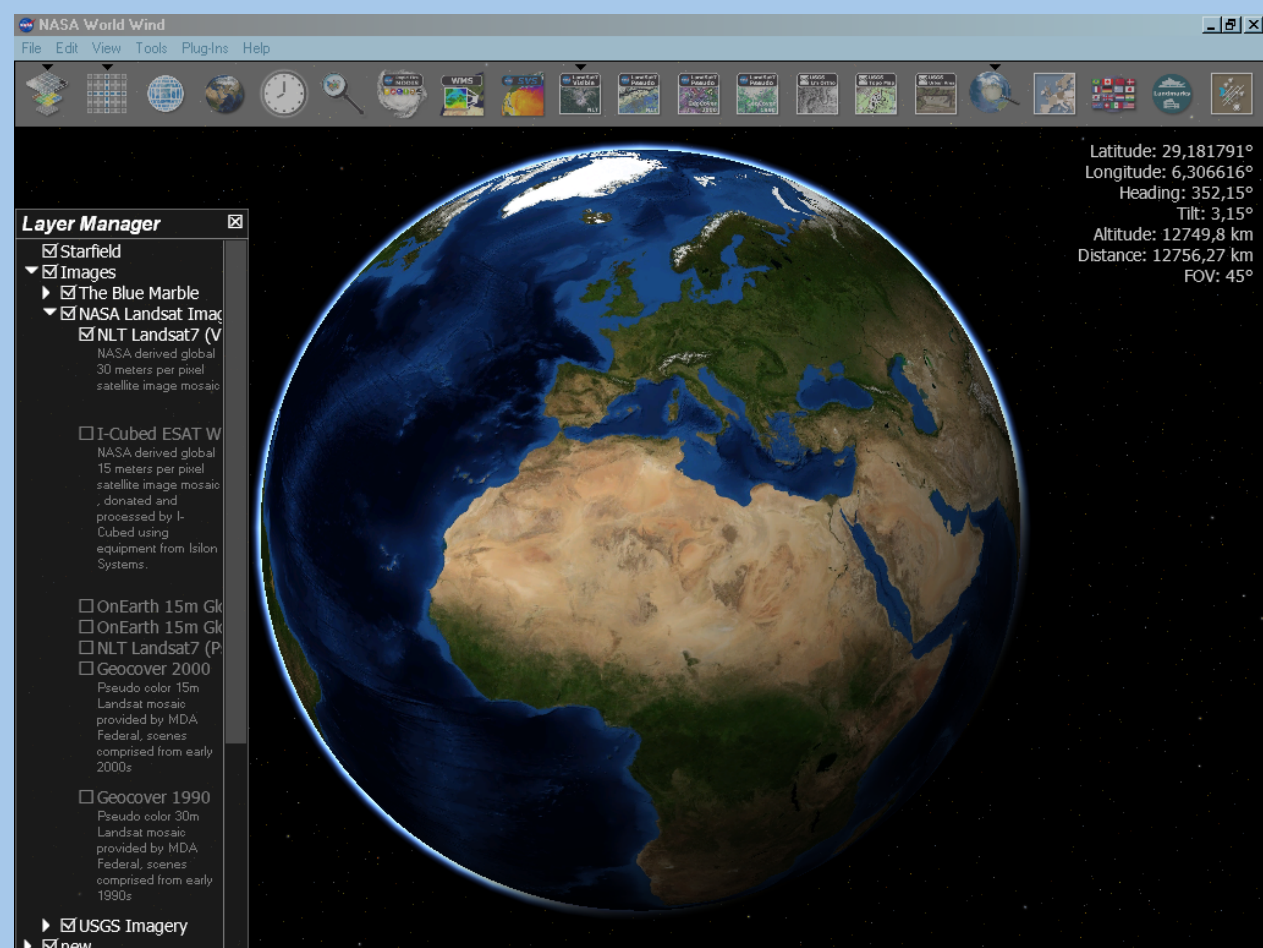 NASA World Wind
File Edit View Tools Plug-Ins Help
WMS
SVS
Landmarks
Latitude: 29,181791°
Longitude: 6,306616°
Heading: 352,15°
Tilt: 3,15°
Altitude: 12749,8 km
Distance: 12756,27 km
FOV: 45°
Layer Manager
Starfield
Images
The Blue Marble
NASA Landsat Imag
NLT Landsat7 (V
NASA derived global
30 meters per pixel
satellite image mosaic
I-Cubed ESAT W
NASA derived global
15 meters per pixel
satellite image mosaic
, donated and
processed by I-
Cubed using
equipment from Isilon
Systems.
OnEarth 15m Gl
OnEarth 15m Gl
NLT Landsat7 (P
Geocover 2000
Pseudo color 15m
Landsat mosaic
provided by MDA
Federal, scenes
comprised from early
2000s
Geocover 1990
Pseudo color 30m
Landsat mosaic
provided by MDA
Federal, scenes
comprised from early
1990s
USGS Imagery
new